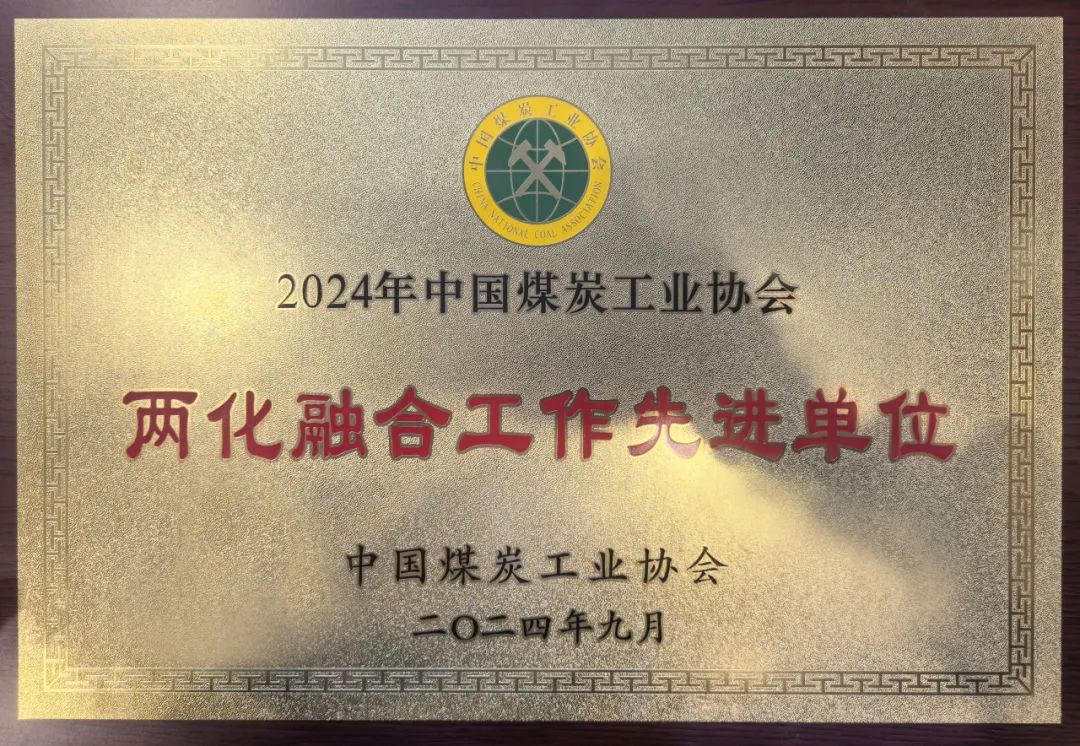 中国煤炭工业协会
CHINA NATIONAL COAL ASSOCIATION
2024年中国煤炭工业协会
两化融合工作先进单位
中国煤炭工业协会
二〇二四年九月